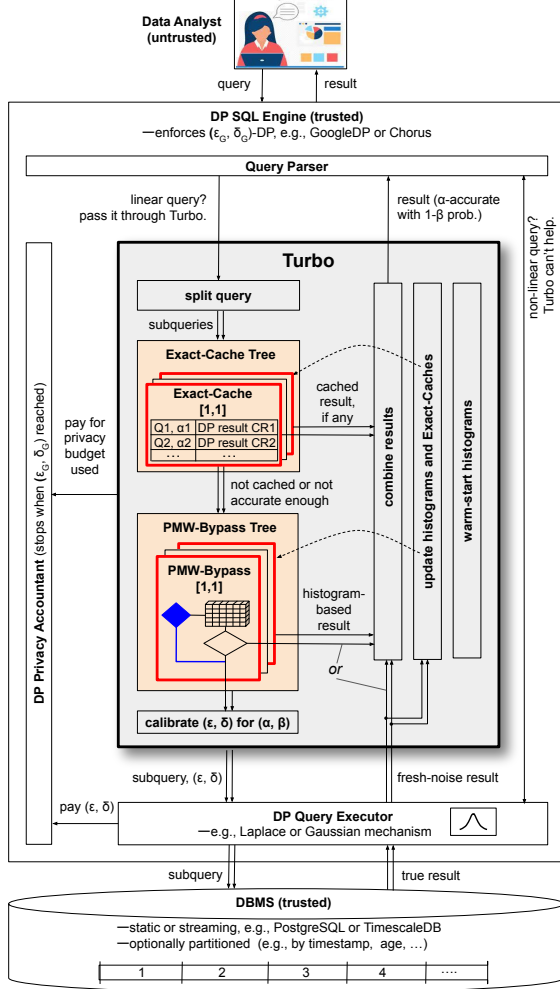 Data Analyst
(untrusted)
query
result
DP SQL Engine (trusted)
—enforces (εG, δG)-DP, e.g., GoogleDP or Chorus
Query Parser
linear query?
pass it through Turbo.
result (α-accurate
with 1-β prob.)
non-linear query?
Turbo can't help.
DP Privacy Accountant (stops when (εG, δG) reached)
Turbo
split query
subqueries
Exact-Cache Tree
Exact-Cache
[1,1]
Q1, α1 DP result CR1
Q2, α2 DP result CR2
... ...
cached
result,
if any
pay for
privacy
budget
used
not cached or not
accurate enough
combine results
update histograms and Exact-Caches
warm-start histograms
PMW-Bypass Tree
PMW-Bypass
[1,1]
histogram-
based
result
or
calibrate (ε, δ) for (α, β)
subquery, (ε, δ)
fresh-noise result
pay (ε, δ)
DP Query Executor
—e.g., Laplace or Gaussian mechanism
subquery
true result
DBMS (trusted)
—static or streaming, e.g., PostgreSQL or TimescaleDB
—optionally partitioned (e.g., by timestamp, age, ...)
1 2 3 4 ....